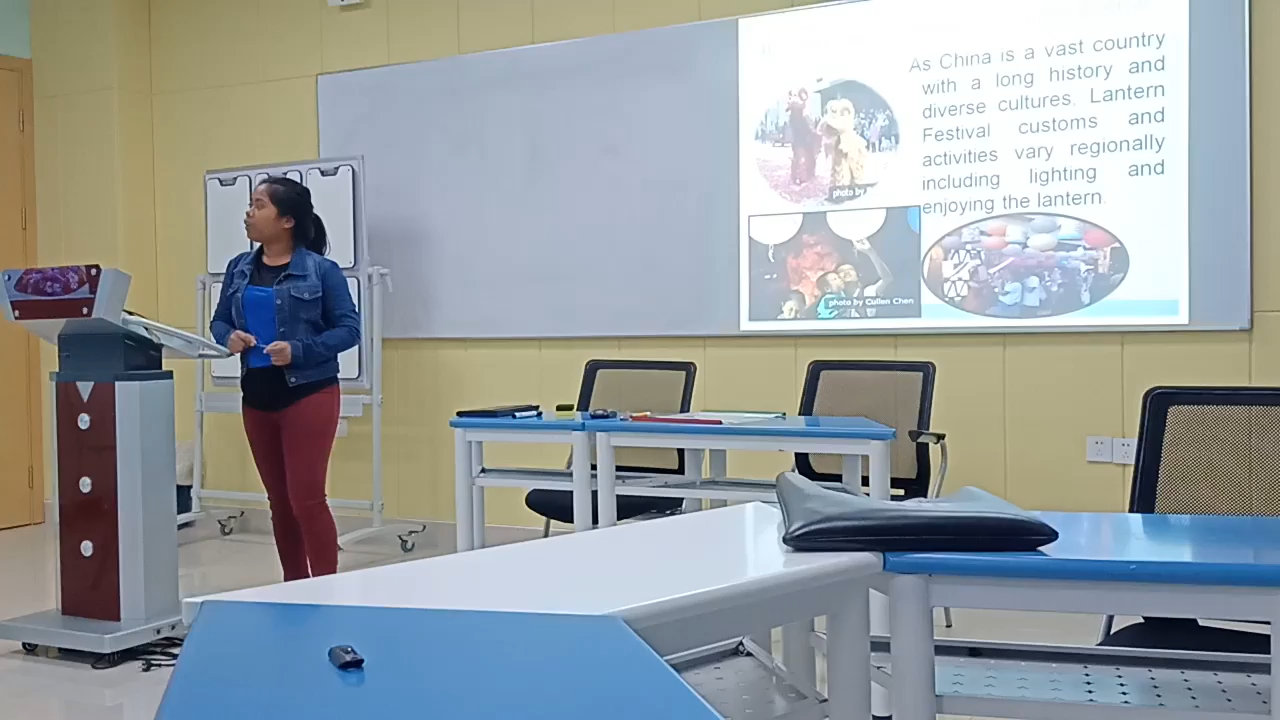 As China is a vast country
with a long history and
diverse cultures, Lantern
Festival customs and
activities vary regionally
including lighting and
enjoying the lantern.
photo by
photo by Cullen Chen